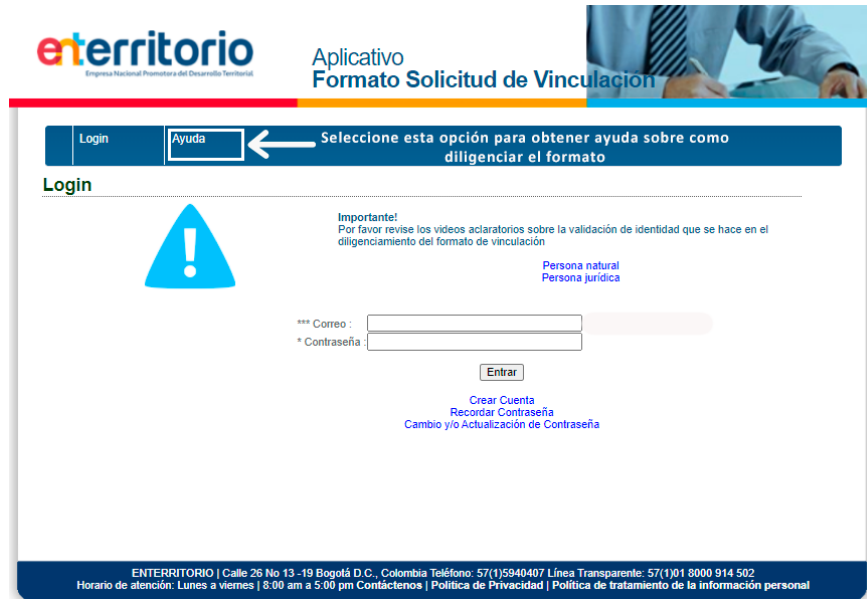 enterritorio
Empresa Nacional Promotora del Desarrollo Territorial
Aplicativo
Formato Solicitud de Vinculación
Login
Ayuda
Seleccione esta opción para obtener ayuda sobre como
diligenciar el formato
Login
Importante!
Por favor revise los videos aclaratorios sobre la validación de identidad que se hace en el
diligenciamiento del formato de vinculación
Persona natural
Persona jurídica
*** Correo :
* Contraseña :
Entrar
Crear Cuenta
Recordar Contraseña
Cambio y/o Actualización de Contraseña
ENTERRITORIO | Calle 26 No 13 -19 Bogotá D.C., Colombia Teléfono: 57(1)5940407 Línea Transparente: 57(1)01 8000 914 502
Horario de atención: Lunes a viernes | 8:00 am a 5:00 pm Contáctenos | Politica de Privacidad | Política de tratamiento de la información personal